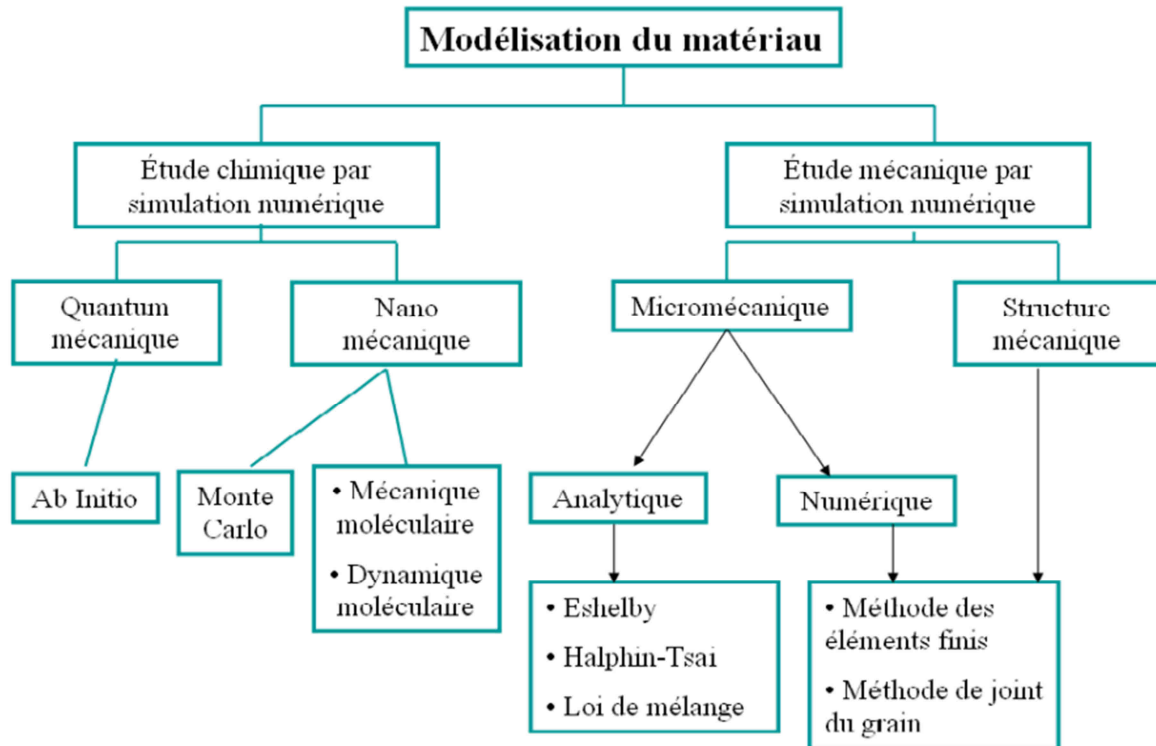 Modélisation du matériau
Étude chimique par
simulation numérique
Étude mécanique par
simulation numérique
Quantum
mécanique
Nano
mécanique
Micromécanique
Structure
mécanique
Ab Initio
Monte
Carlo
• Mécanique
moléculaire
• Dynamique
moléculaire
Analytique
Numérique
• Eshelby
• Halphin-Tsai
• Loi de mélange
• Méthode des
éléments finis
• Méthode de joint
du grain